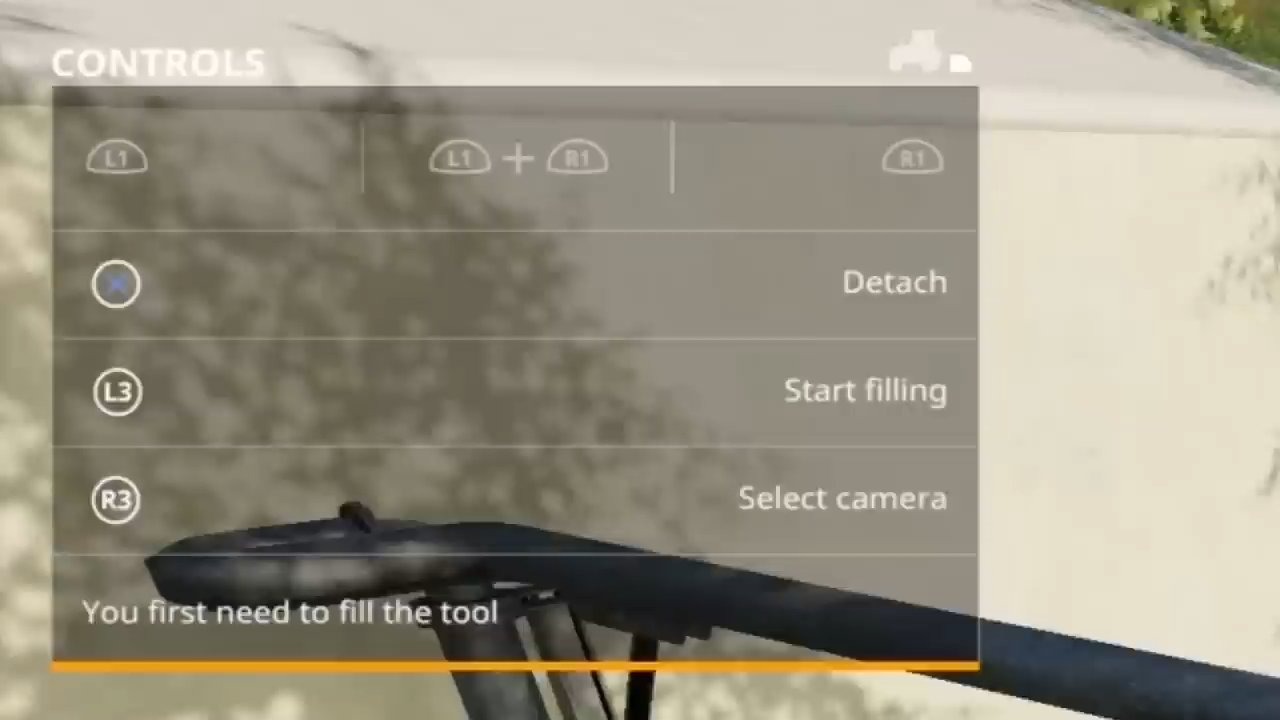 CONTROLS
L1 L1 + R1 R1
Detach
L3 Start filling
R3 Select camera
You first need to fill the tool